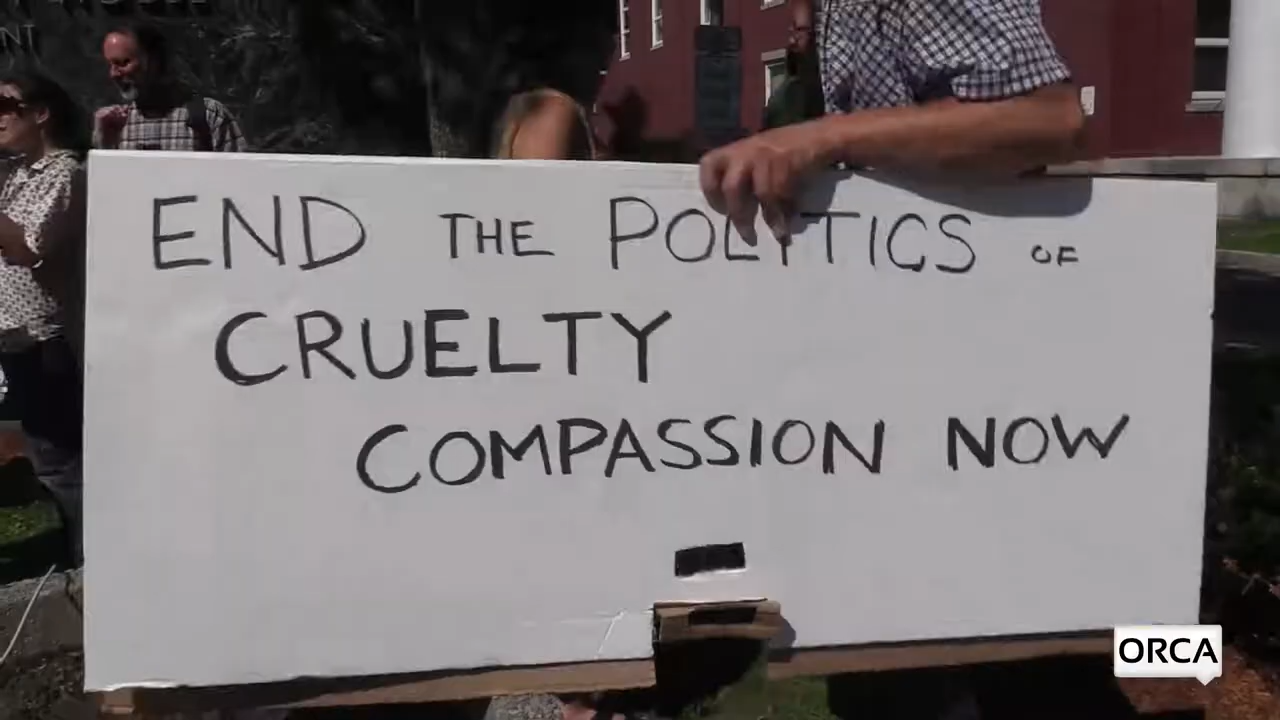 END THE POLITICS OF
CRUELTY
COMPASSION NOW
ORCA